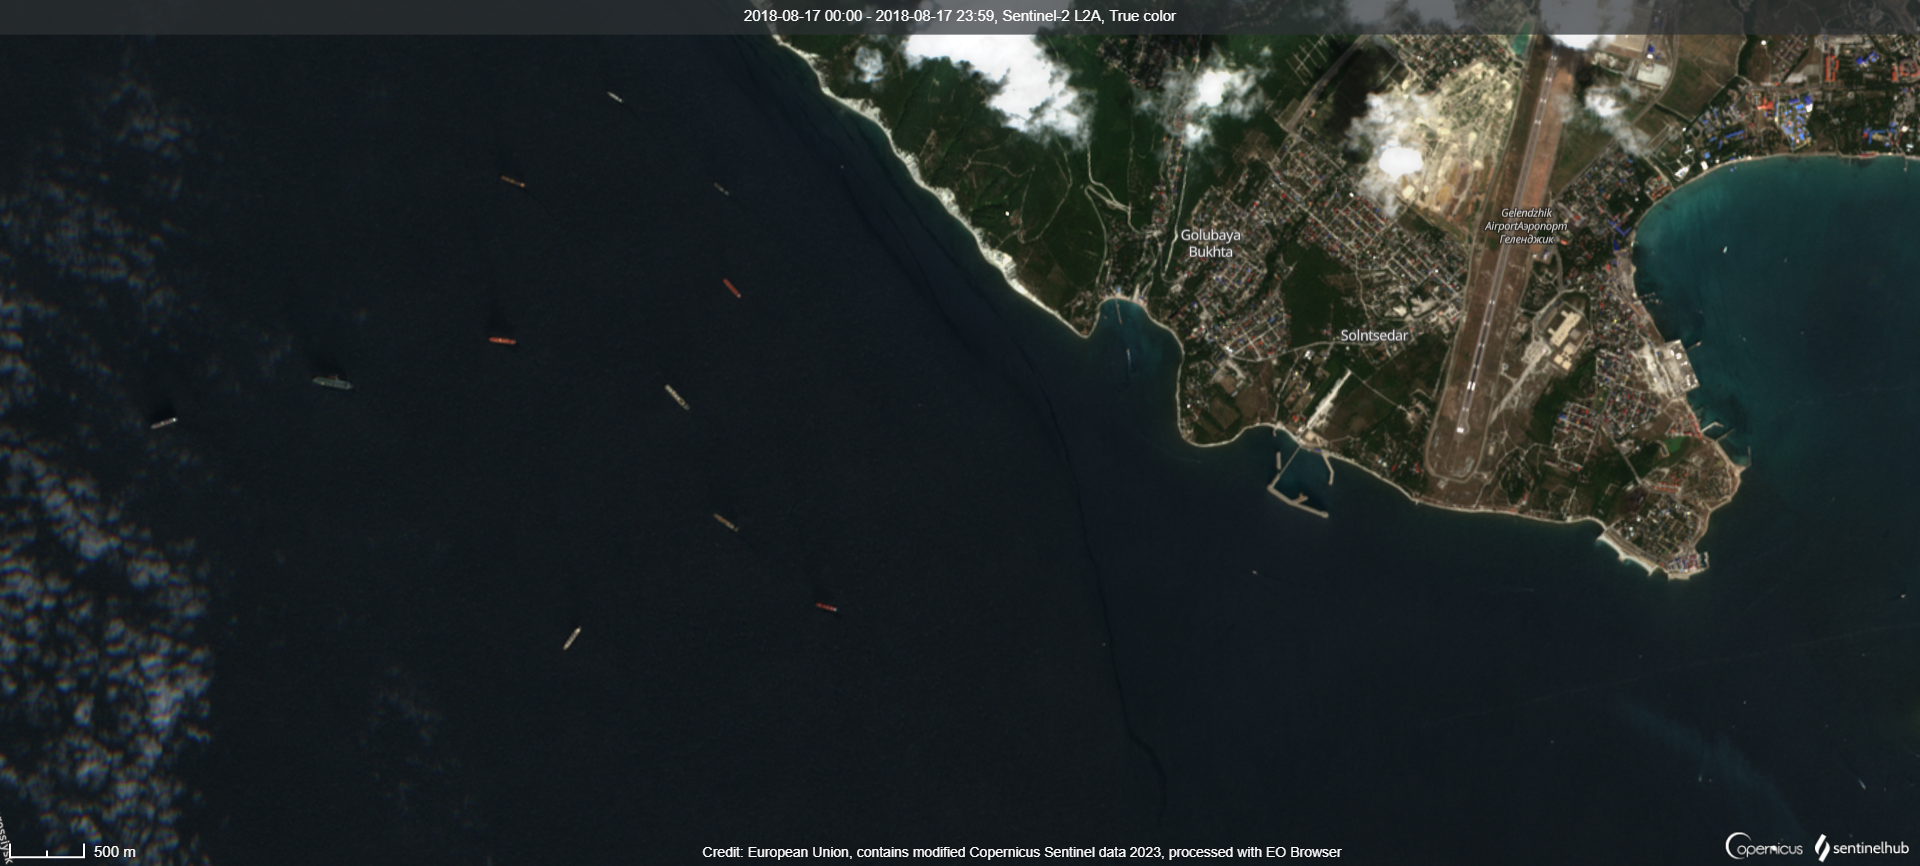 2018-08-17 00:00 - 2018-08-17 23:59, Sentinel-2 L2A, True color
Golubaya
Bukhta
Gelendzhik
AirportАэропорт
Геленджик
Solntsedar
500 m
Credit: European Union, contains modified Copernicus Sentinel data 2023, processed with EO Browser
Copernicus
sentinelhub